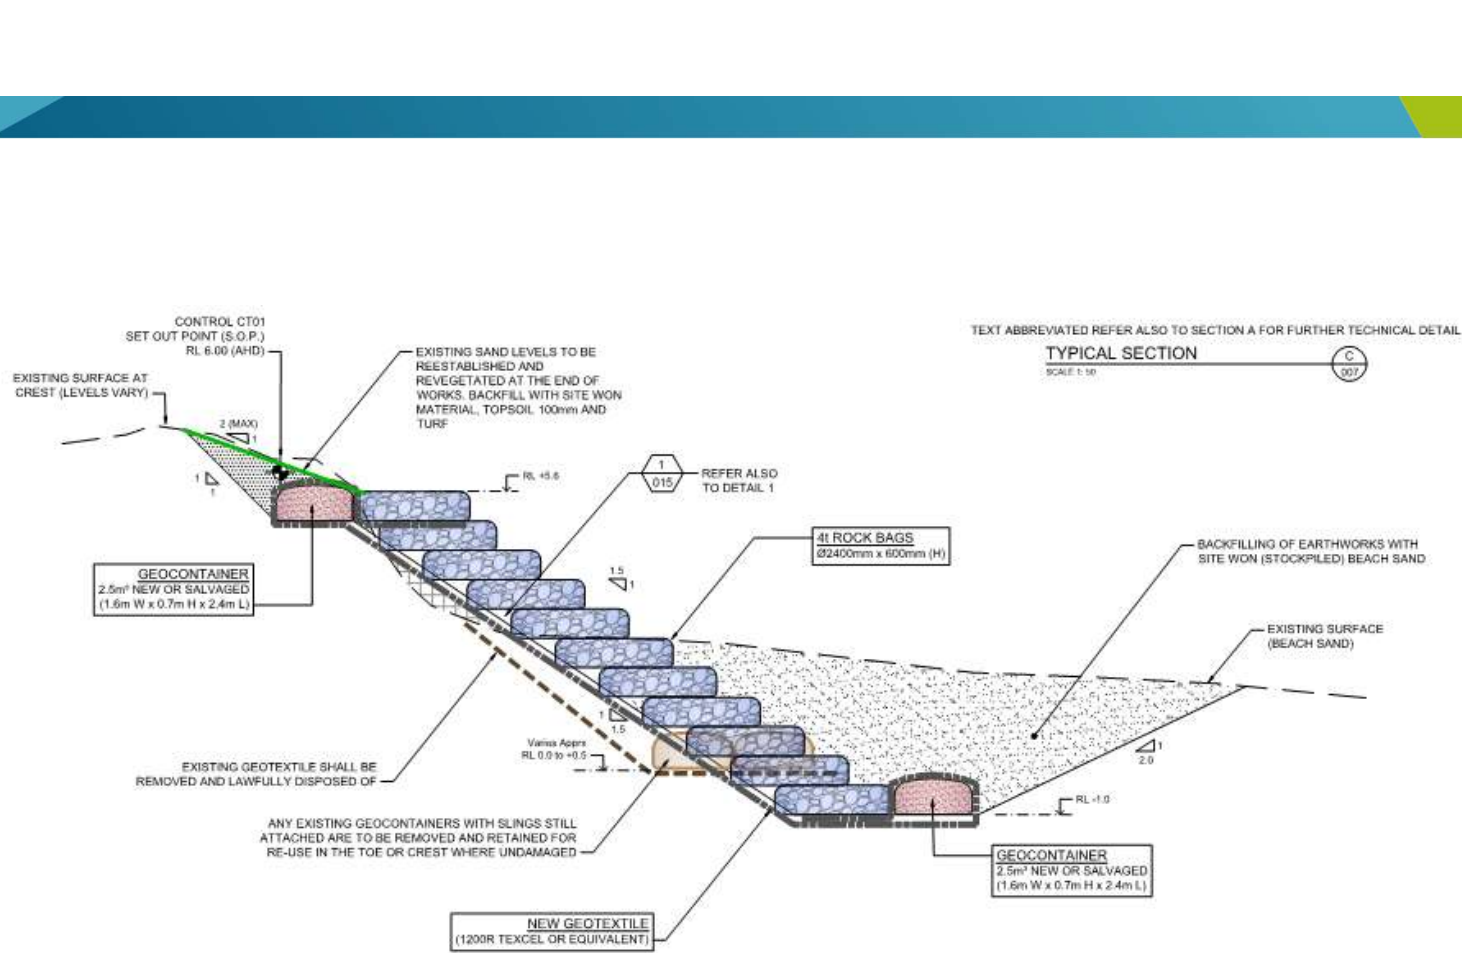 CONTROL CT01
SET OUT POINT (S.O.P.)
RL 6.00 (AHD)
EXISTING SURFACE AT
CREST (LEVELS VARY)
EXISTING SAND LEVELS TO BE
REESTABLISHED AND
REVEGETATED AT THE END OF
WORKS. BACKFILL WITH SITE WON
MATERIAL, TOPSOIL 100mm AND
TURF
TEXT ABBREVIATED REFER ALSO TO SECTION A FOR FURTHER TECHNICAL DETAIL
TYPICAL SECTION
SCALE 1: 50
C
007
2 (MAX)
1
1
1
RL +5.6
1
015
REFER ALSO
TO DETAIL 1
4t ROCK BAGS
Ø2400mm x 600mm (H)
1.5
1
BACKFILLING OF EARTHWORKS WITH
SITE WON (STOCKPILED) BEACH SAND
GEOCONTAINER
2.5m³ NEW OR SALVAGED
(1.6m W x 0.7m H x 2.4m L)
EXISTING SURFACE
(BEACH SAND)
1
1.5
Varies Apprx
RL 0.0 to +0.5
1
2.0
EXISTING GEOTEXTILE SHALL BE
REMOVED AND LAWFULLY DISPOSED OF
RL -1.0
ANY EXISTING GEOCONTAINERS WITH SLINGS STILL
ATTACHED ARE TO BE REMOVED AND RETAINED FOR
RE-USE IN THE TOE OR CREST WHERE UNDAMAGED
GEOCONTAINER
2.5m³ NEW OR SALVAGED
(1.6m W x 0.7m H x 2.4m L)
NEW GEOTEXTILE
(1200R TEXCEL OR EQUIVALENT)